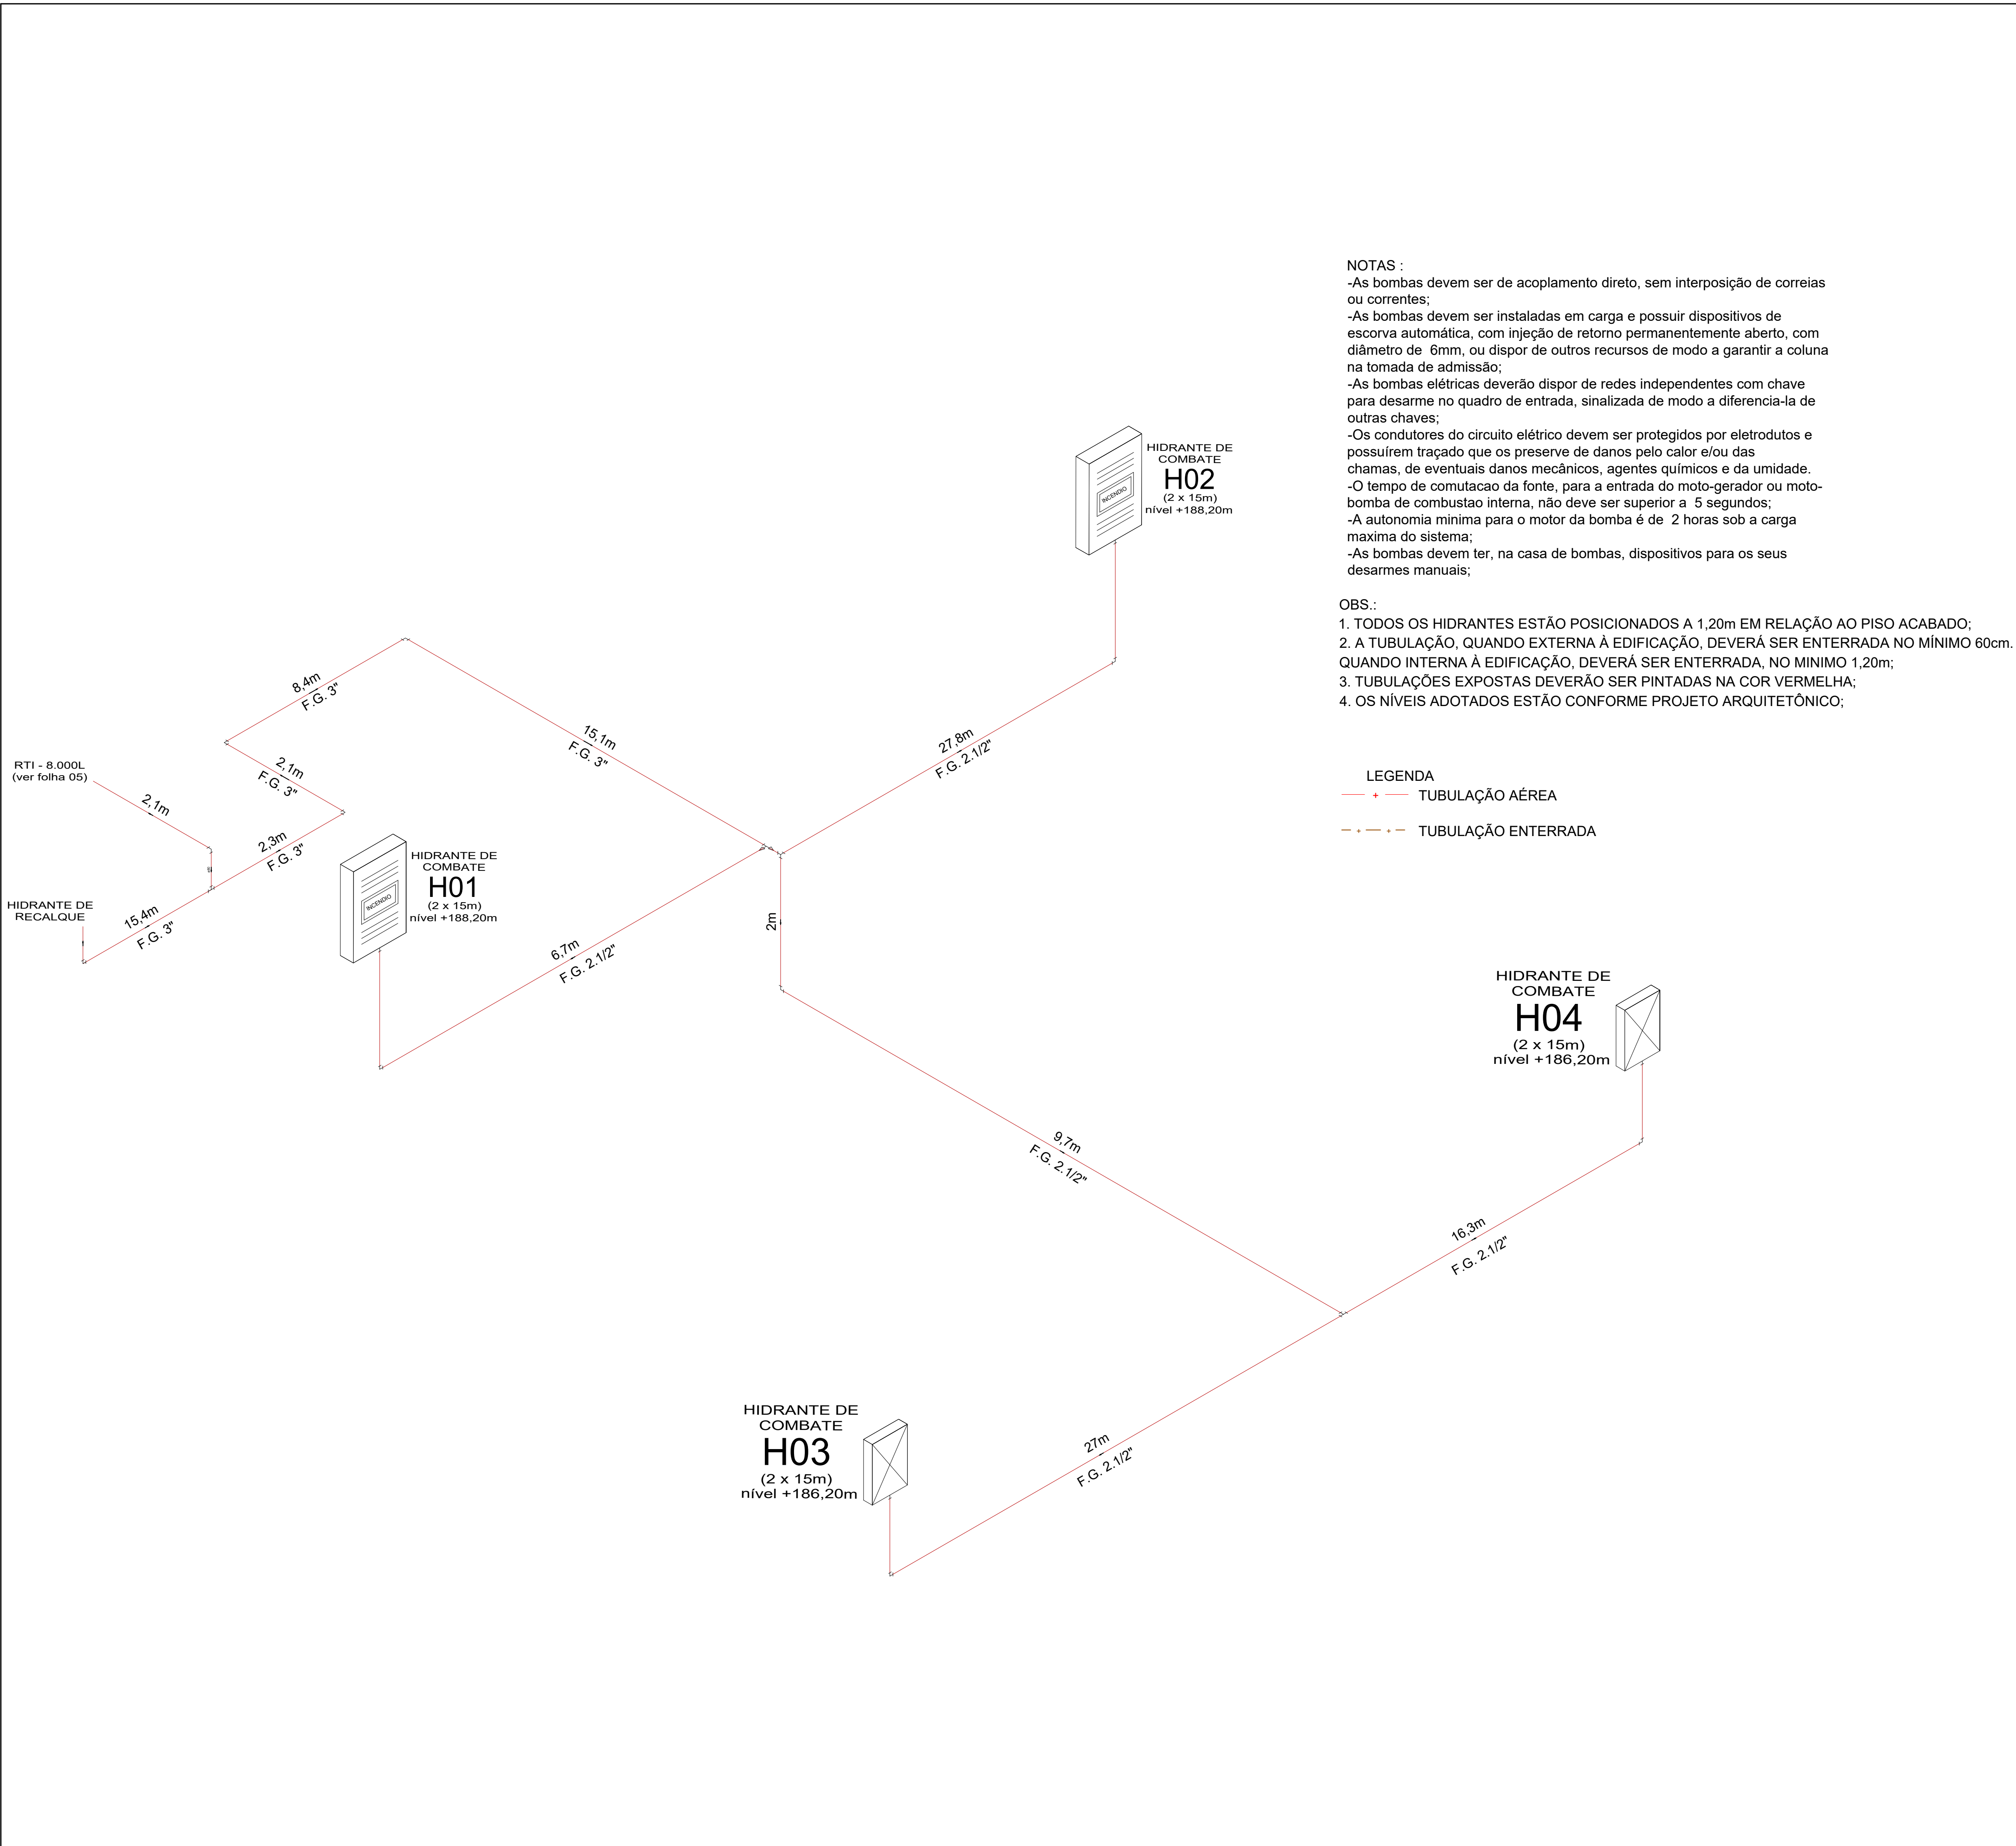 NOTAS :
-As bombas devem ser de acoplamento direto, sem interposição de correias
ou correntes;
-As bombas devem ser instaladas em carga e possuir dispositivos de
escorva automática, com injeção de retorno permanentemente aberto, com
diâmetro de 6mm, ou dispor de outros recursos de modo a garantir a coluna
na tomada de admissão;
-As bombas elétricas deverão dispor de redes independentes com chave
para desarme no quadro de entrada, sinalizada de modo a diferencia-la de
outras chaves;
-Os condutores do circuito elétrico devem ser protegidos por eletrodutos e
possuírem traçado que os preserve de danos pelo calor e/ou das
chamas, de eventuais danos mecânicos, agentes químicos e da umidade.
-O tempo de comutacao da fonte, para a entrada do moto-gerador ou moto-
bomba de combustao interna, não deve ser superior a 5 segundos;
-A autonomia minima para o motor da bomba é de 2 horas sob a carga
maxima do sistema;
-As bombas devem ter, na casa de bombas, dispositivos para os seus
desarmes manuais;
OBS.:
1. TODOS OS HIDRANTES ESTÃO POSICIONADOS A 1,20m EM RELAÇÃO AO PISO ACABADO;
2. A TUBULAÇÃO, QUANDO EXTERNA À EDIFICAÇÃO, DEVERÁ SER ENTERRADA NO MÍNIMO 60cm.
QUANDO INTERNA À EDIFICAÇÃO, DEVERÁ SER ENTERRADA, NO MINIMO 1,20m;
3. TUBULAÇÕES EXPOSTAS DEVERÃO SER PINTADAS NA COR VERMELHA;
4. OS NÍVEIS ADOTADOS ESTÃO CONFORME PROJETO ARQUITETÔNICO;
LEGENDA
TUBULAÇÃO AÉREA
TUBULAÇÃO ENTERRADA
HIDRANTE DE
COMBATE
H02
(2 x 15m)
nível +188,20m
INCENDIO
8,4m
F.G. 3"
15,1m
F.G. 3"
27,8m
F.G. 2.1/2"
RTI - 8.000L
(ver folha 05)
2,1m
2,1m
F.G. 3"
2,3m
F.G. 3"
HIDRANTE DE
RECALQUE
15,4m
F.G. 3"
HIDRANTE DE
COMBATE
H01
(2 x 15m)
nível +188,20m
INCENDIO
6,7m
F.G. 2.1/2"
2m
9,7m
F.G. 2.1/2"
HIDRANTE DE
COMBATE
H04
(2 x 15m)
nível +186,20m
16,3m
F.G. 2.1/2"
HIDRANTE DE
COMBATE
H03
(2 x 15m)
nível +186,20m
27m
F.G. 2.1/2"